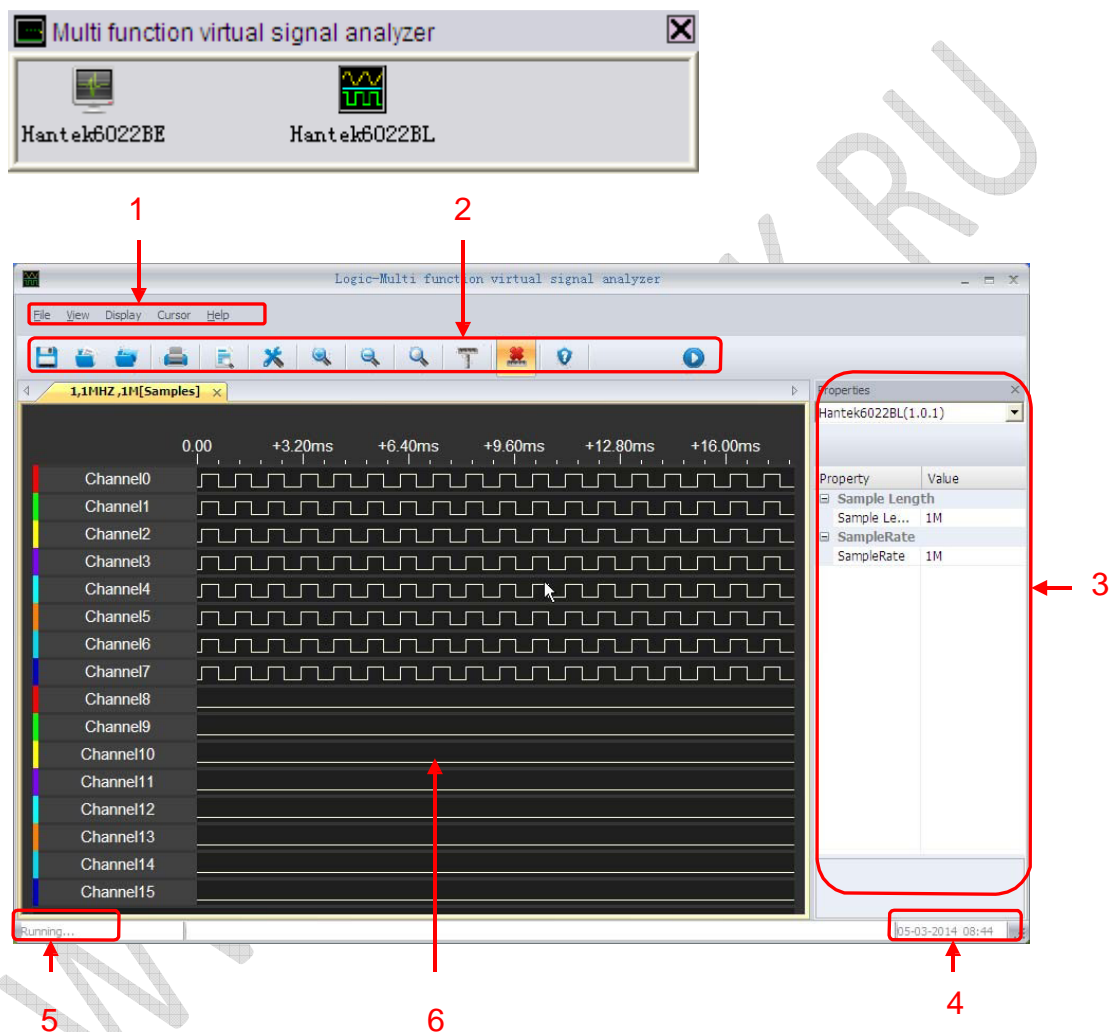 Multi function virtual signal analyzer
Hantek6022BE Hantek6022BL
1 2
Logic-Multi function virtual signal analyzer
File View Display Cursor Help
1,1MHZ,1M[Samples]
Properties
Hantek6022BL(1.0.1)
0.00 +3.20ms +6.40ms +9.60ms +12.80ms +16.00ms
Property Value
Sample Length
Sample Le... 1M
SampleRate
SampleRate 1M
Channel0
Channel1
Channel2
Channel3
Channel4
3
Channel5
Channel6
Channel7
Channel8
Channel9
Channel10
Channel11
Channel12
Channel13
Channel14
Channel15
Running... 05-03-2014 08:44
5 6 4